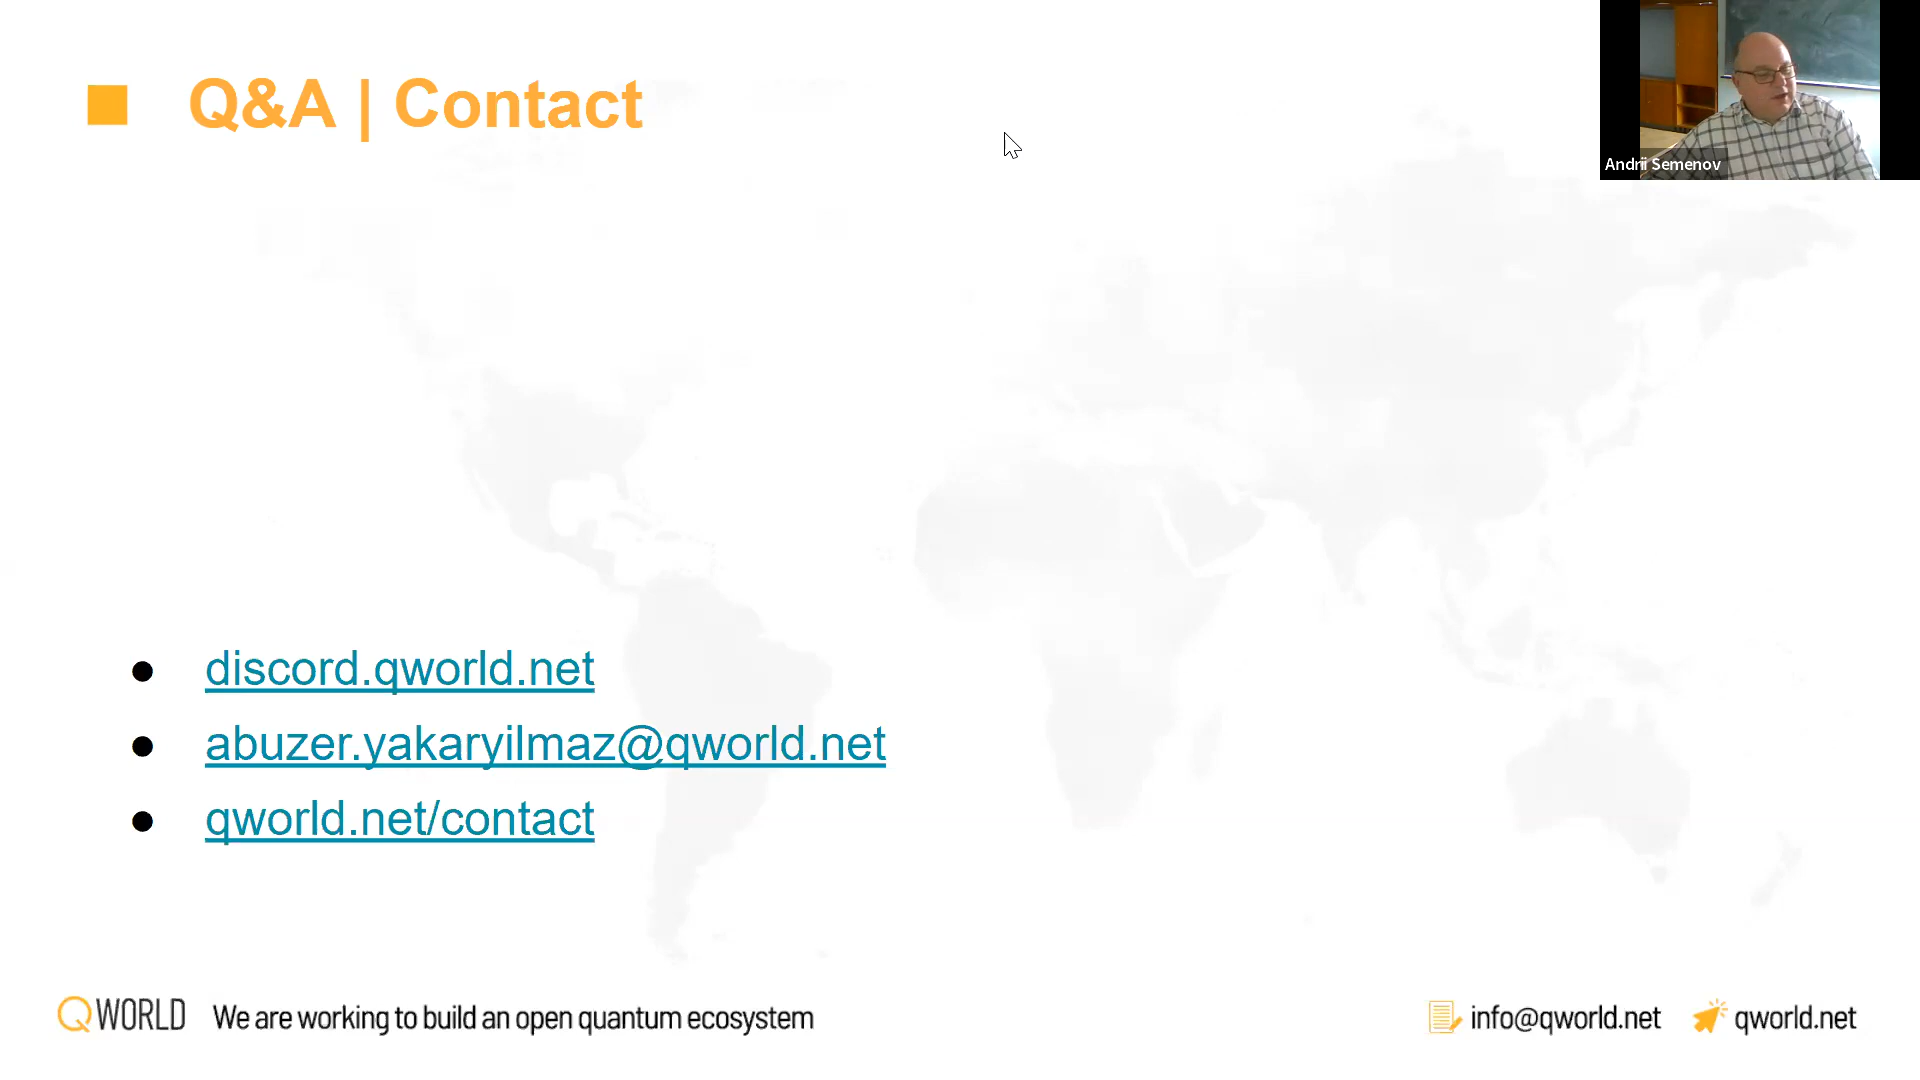 Q&A | Contact
Andrii Semenov
discord.qworld.net
abuzer.yakaryilmaz@qworld.net
qworld.net/contact
QWORLD We are working to build an open quantum ecosystem
info@qworld.net qworld.net